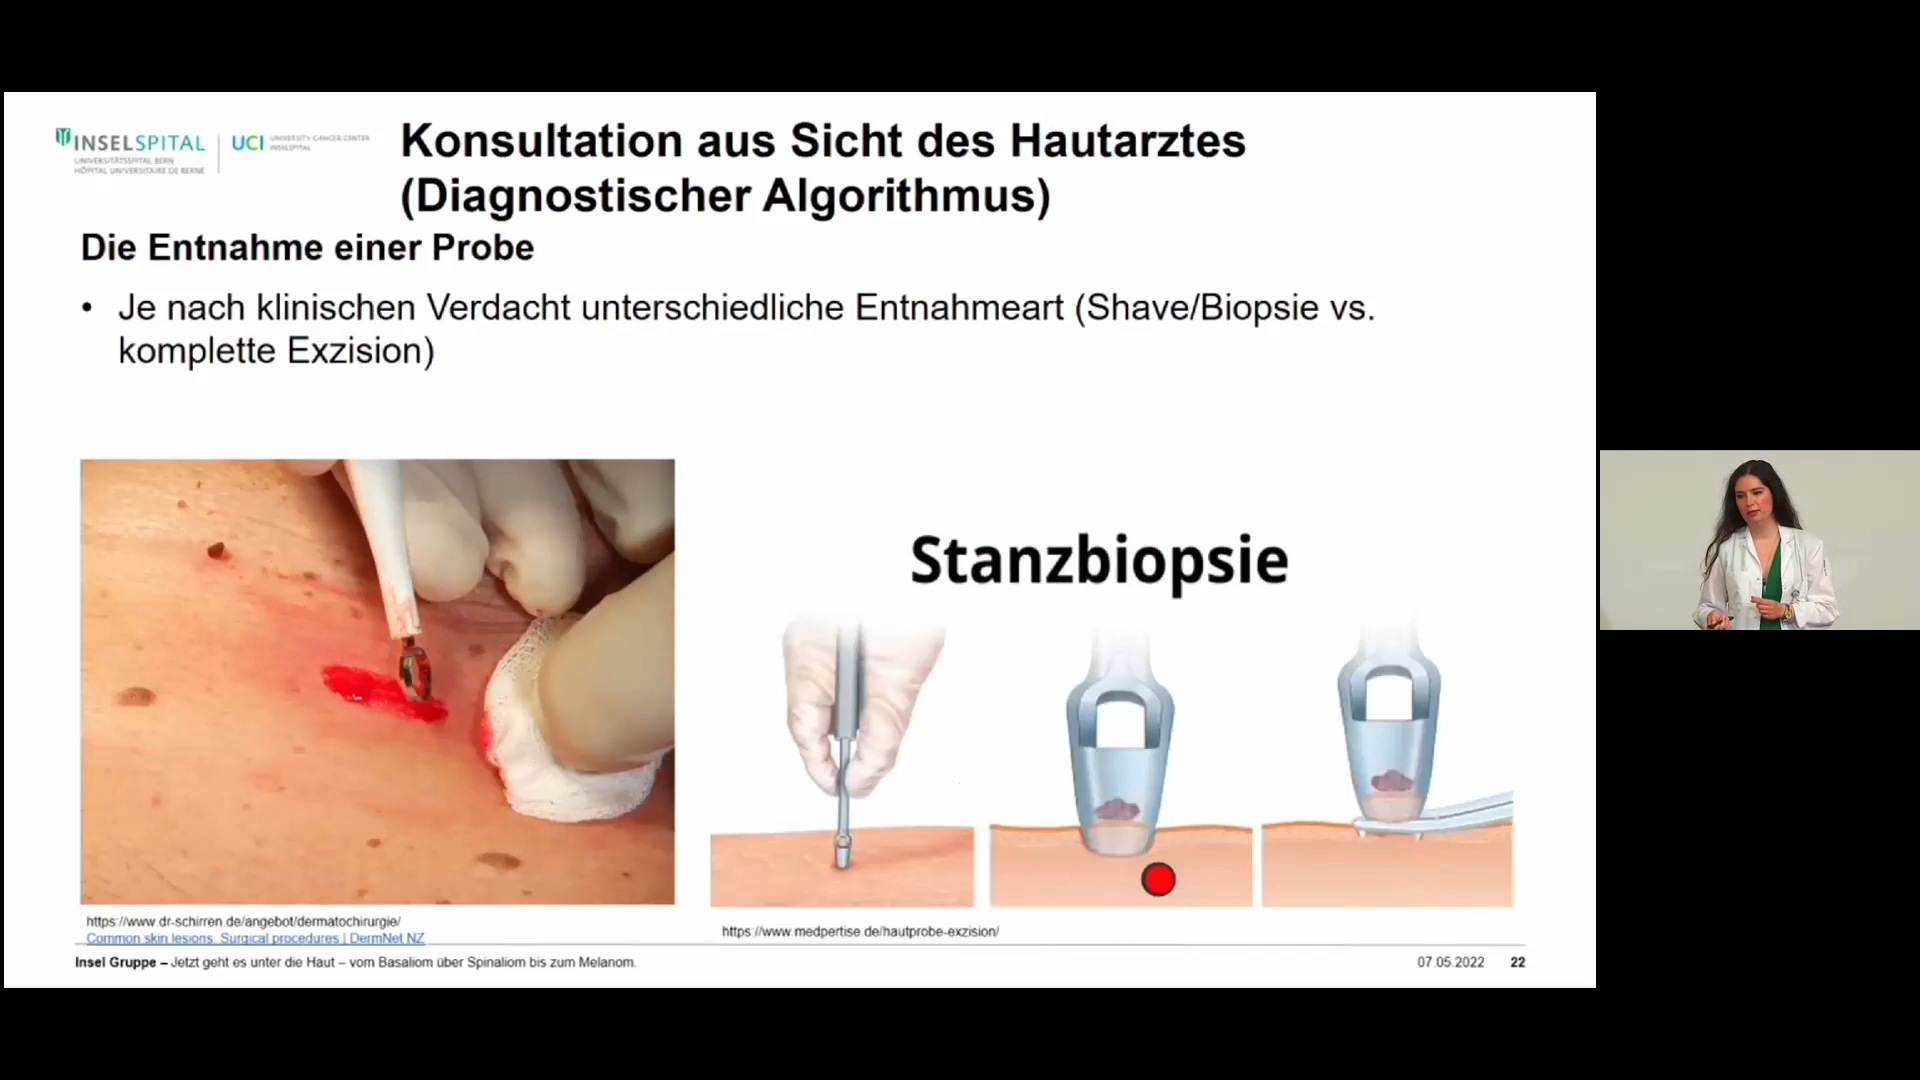 INSELSPITAL
UNIVERSITÄTSSPITAL BERN
HÔPITAL UNIVERSITAIRE DE BERNE
UCI
UNIVERSITY CANCER CENTER
INSELSPITAL
Konsultation aus Sicht des Hautarztes
(Diagnostischer Algorithmus)
Die Entnahme einer Probe
• Je nach klinischen Verdacht unterschiedliche Entnahmeart (Shave/Biopsie vs.
komplette Exzision)
Stanzbiopsie
https://www.dr-schirren.de/angebot/dermatochirurgie/
Common skin lesions. Surgical procedures | DermNet NZ
https://www.medpertise.de/hautprobe-exzision/
Insel Gruppe – Jetzt geht es unter die Haut – vom Basaliom über Spinaliom bis zum Melanom.
07.05.2022 22